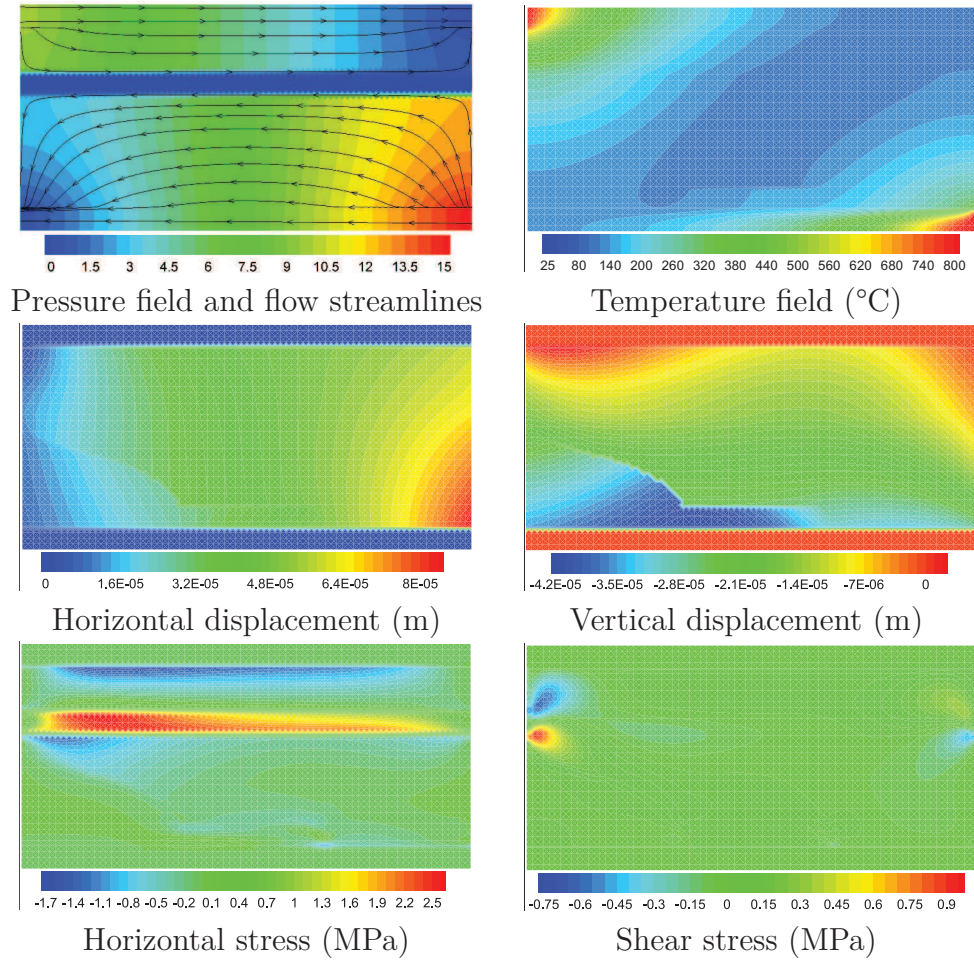 0 1.5 3 4.5 6 7.5 9 10.5 12 13.5 15
Pressure field and flow streamlines
25 80 140 200 260 320 380 440 500 560 620 680 740 800
Temperature field (°C)
0 1.6E-05 3.2E-05 4.8E-05 6.4E-05 8E-05
Horizontal displacement (m)
-4.2E-05 -3.5E-05 -2.8E-05 -2.1E-05 -1.4E-05 -7E-06 0
Vertical displacement (m)
-1.7 -1.4 -1.1 -0.8 -0.5 -0.2 0.1 0.4 0.7 1 1.3 1.6 1.9 2.2 2.5
Horizontal stress (MPa)
-0.75 -0.6 -0.45 -0.3 -0.15 0 0.15 0.3 0.45 0.6 0.75 0.9
Shear stress (MPa)